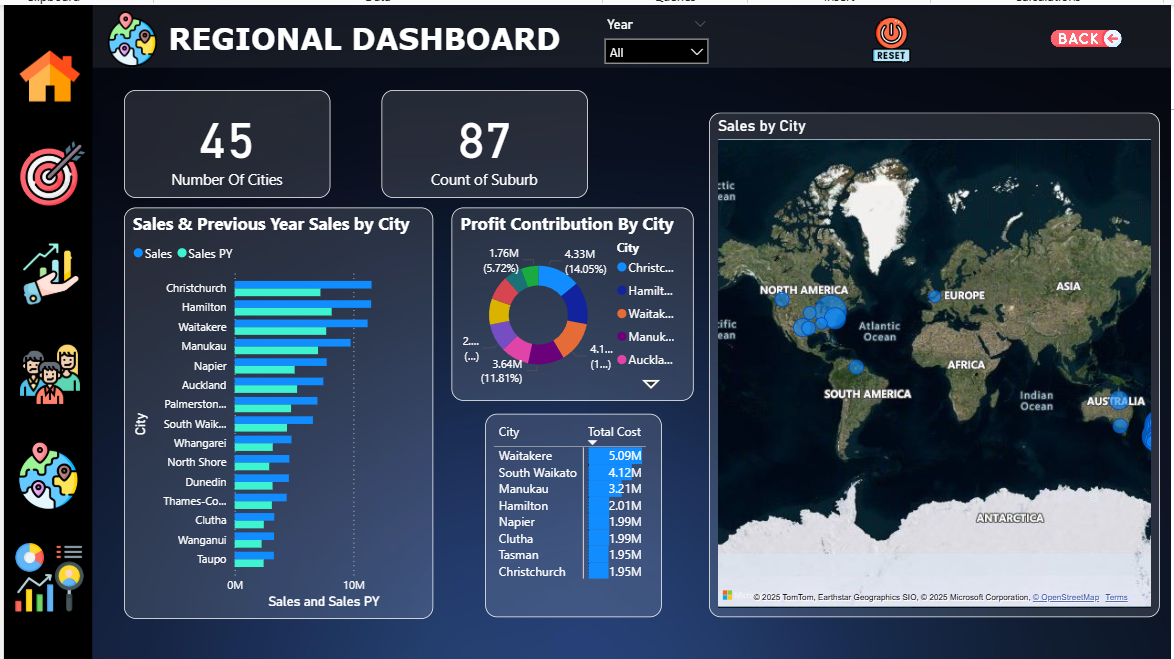 REGIONAL DASHBOARD
Year
All
RESET
BACK
45
Number Of Cities
87
Count of Suburb
Sales & Previous Year Sales by City
Sales Sales PY
City
Christchurch
Hamilton
Waitakere
Manukau
Napier
Auckland
Palmerston...
South Waik...
Whangarei
North Shore
Dunedin
Thames-Co...
Clutha
Wanganui
Taupo
0M 10M
Sales and Sales PY
Profit Contribution By City
1.76M
(5.72%)
4.33M
(14.05%)
2....
(...)
3.64M
(11.81%)
4.1...
(1...)
City
Christc...
Hamilt...
Waitak...
Manuk...
Auckla...
City Total Cost
Waitakere 5.09M
South Waikato 4.12M
Manukau 3.21M
Hamilton 2.01M
Napier 1.99M
Clutha 1.99M
Tasman 1.95M
Christchurch 1.95M
Sales by City
ctic
ean
NORTH AMERICA
EUROPE
ASIA
cific
ean
Atlantic
Ocean
AFRICA
SOUTH AMERICA
Indian
Ocean
AUSTRALIA
ANTARCTICA
© 2025 TomTom, Earthstar Geographics SIO, © 2025 Microsoft Corporation, © OpenStreetMap Terms